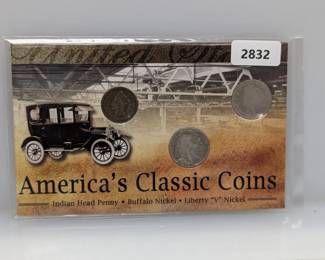 2832
America's Classic Coins
Indian Head Penny • Buffalo Nickel • Liberty "V" Nickel